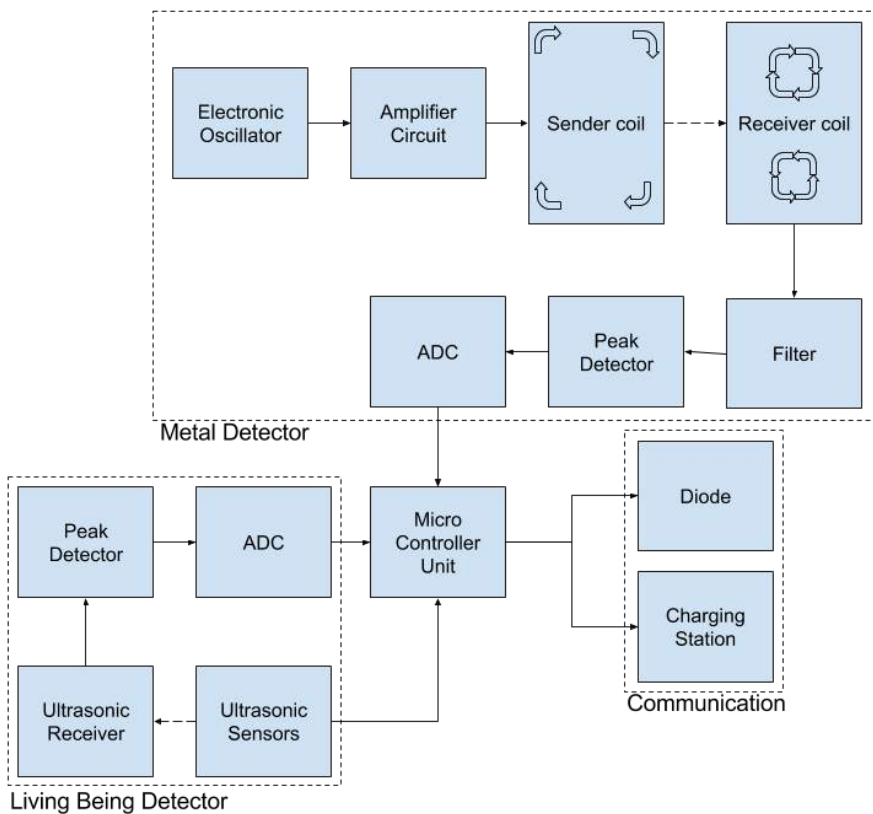 Electronic
Oscillator
Amplifier
Circuit
Sender coil
Receiver coil
ADC
Peak
Detector
Filter
Metal Detector
Peak
Detector
ADC
Micro
Controller
Unit
Diode
Charging
Station
Communication
Ultrasonic
Receiver
Ultrasonic
Sensors
Living Being Detector